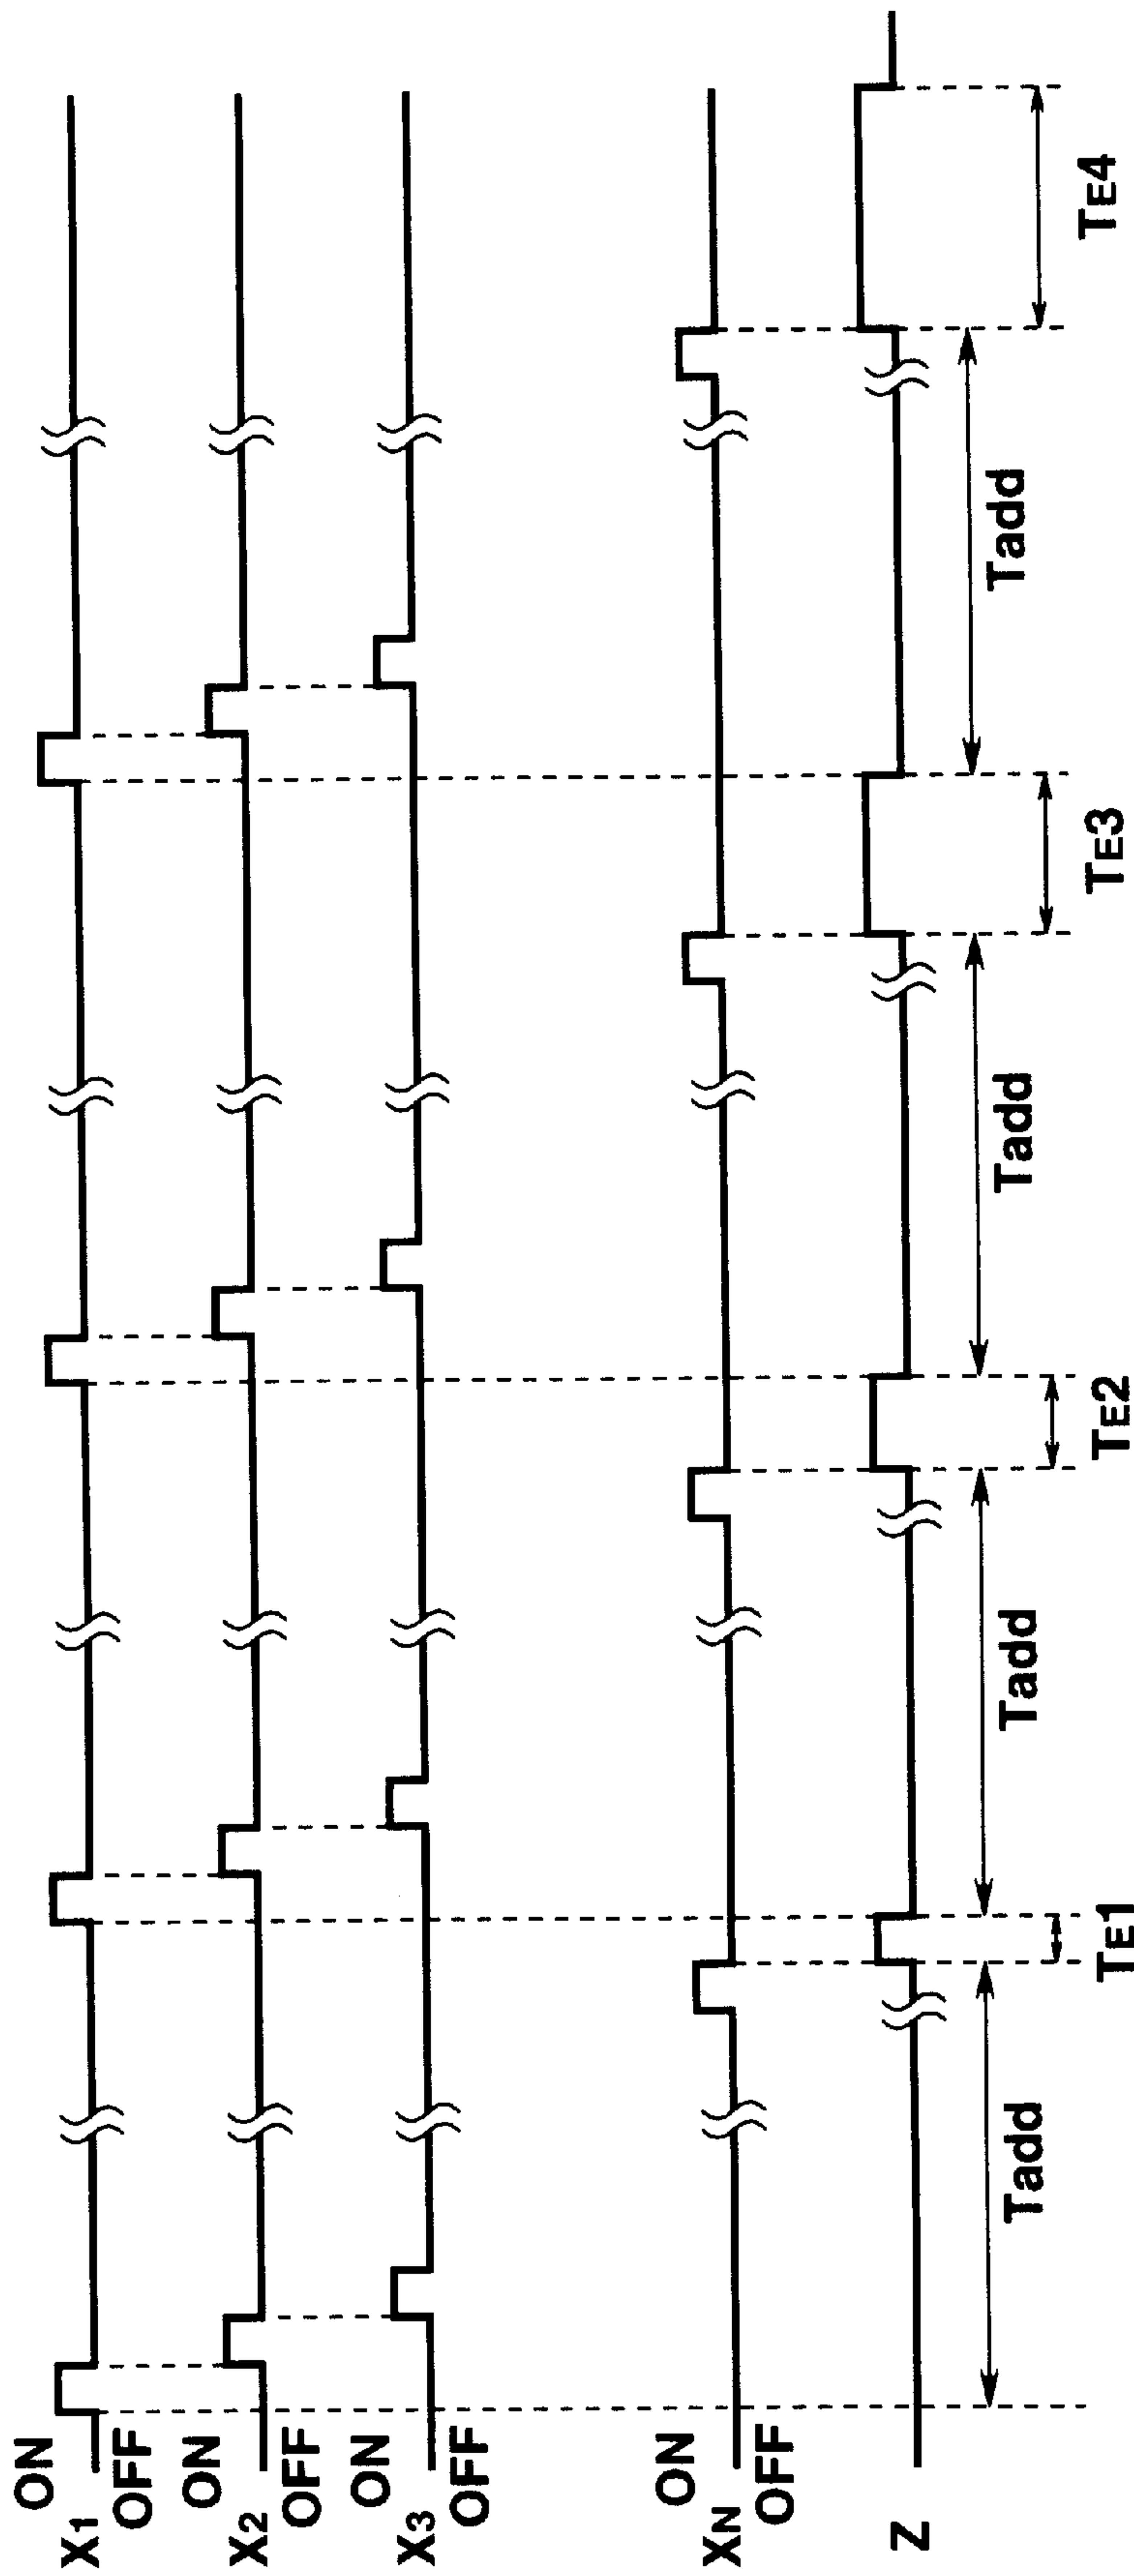 ON
X1
OFF
ON
X2
OFF
ON
X3
OFF
ON
XN
OFF
Z
Tadd
Tadd
Tadd
Tadd
TE1
TE2
TE3
TE4